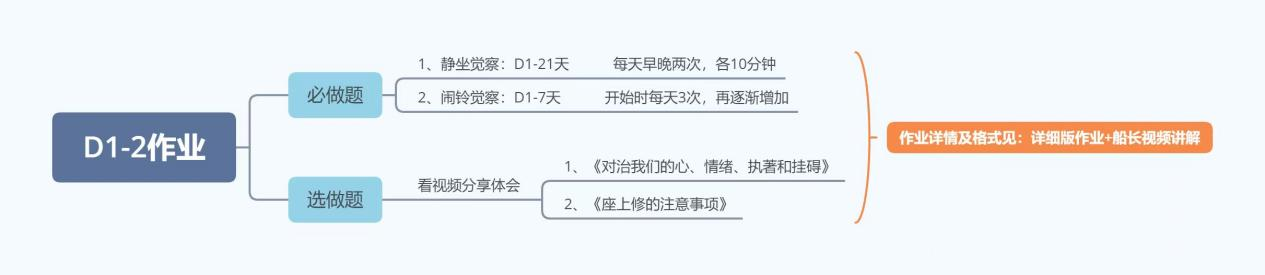 D1-2作业
必做题
1、静坐觉察：D1-21天 每天早晚两次，各10分钟
2、闹铃觉察：D1-7天 开始时每天3次，再逐渐增加
选做题
看视频分享体会
1、《对治我们的心、情绪、执著和挂碍》
2、《座上修的注意事项》
作业详情及格式见：详细版作业+船长视频讲解